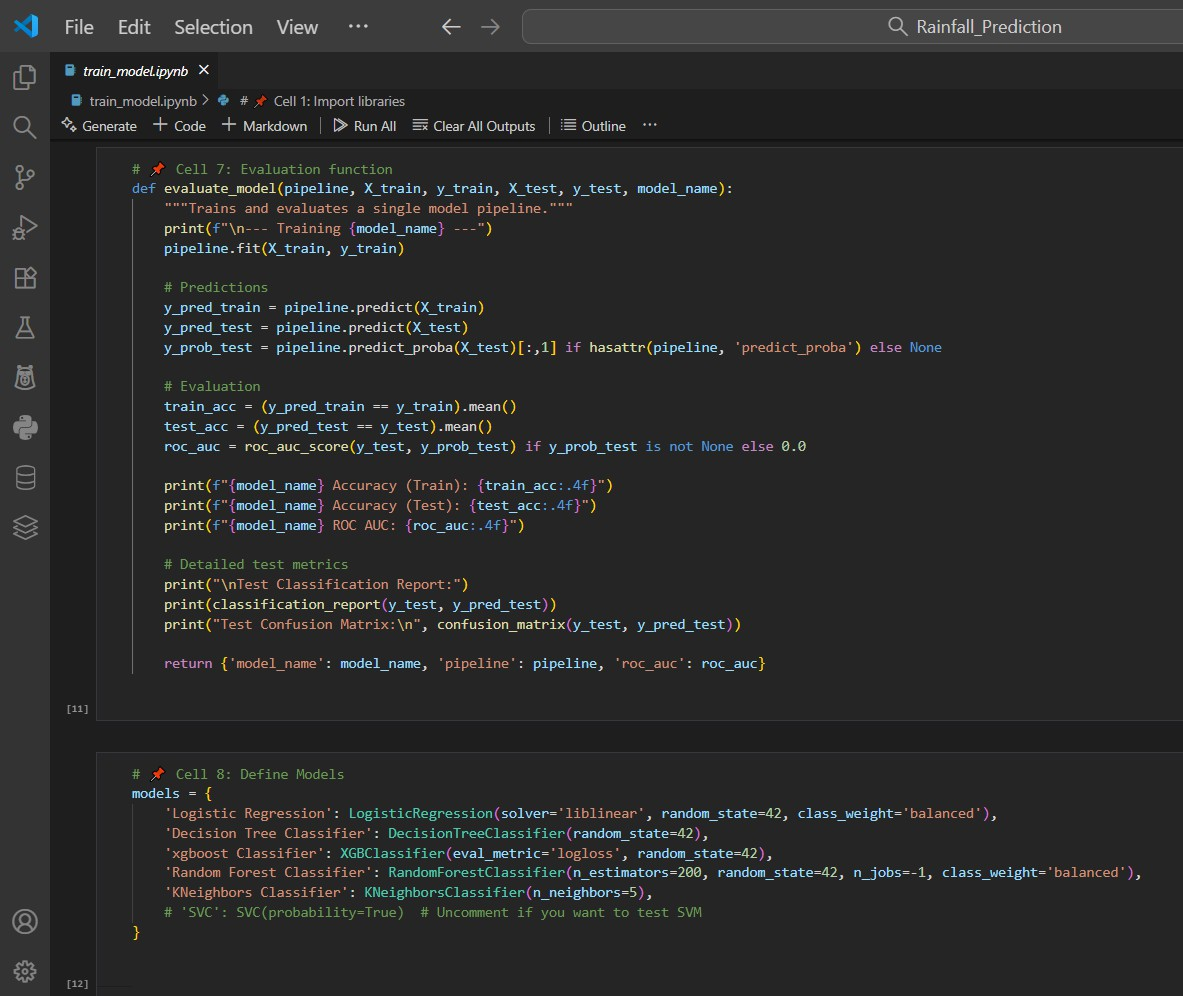 File Edit Selection View ··· Rainfall_Prediction
train_model.ipynb
train_model.ipynb > # 📌 Cell 1: Import libraries
Generate + Code + Markdown | Run All Clear All Outputs | Outline ···
# 📌 Cell 7: Evaluation function
def evaluate_model(pipeline, X_train, y_train, X_test, y_test, model_name):
    """Trains and evaluates a single model pipeline."""
    print(f"\n--- Training {model_name} ---")
    pipeline.fit(X_train, y_train)

    # Predictions
    y_pred_train = pipeline.predict(X_train)
    y_pred_test = pipeline.predict(X_test)
    y_prob_test = pipeline.predict_proba(X_test)[:,1] if hasattr(pipeline, 'predict_proba') else None

    # Evaluation
    train_acc = (y_pred_train == y_train).mean()
    test_acc = (y_pred_test == y_test).mean()
    roc_auc = roc_auc_score(y_test, y_prob_test) if y_prob_test is not None else 0.0

    print(f"{model_name} Accuracy (Train): {train_acc:.4f}")
    print(f"{model_name} Accuracy (Test): {test_acc:.4f}")
    print(f"{model_name} ROC AUC: {roc_auc:.4f}")

    # Detailed test metrics
    print("\nTest Classification Report:")
    print(classification_report(y_test, y_pred_test))
    print("Test Confusion Matrix:\n", confusion_matrix(y_test, y_pred_test))

    return {'model_name': model_name, 'pipeline': pipeline, 'roc_auc': roc_auc}
[11]
# 📌 Cell 8: Define Models
models = {
    'Logistic Regression': LogisticRegression(solver='liblinear', random_state=42, class_weight='balanced'),
    'Decision Tree Classifier': DecisionTreeClassifier(random_state=42),
    'xgboost Classifier': XGBClassifier(eval_metric='logloss', random_state=42),
    'Random Forest Classifier': RandomForestClassifier(n_estimators=200, random_state=42, n_jobs=-1, class_weight='balanced'),
    'KNeighbors Classifier': KNeighborsClassifier(n_neighbors=5),
    # 'SVC': SVC(probability=True)  # Uncomment if you want to test SVM
}
[12]